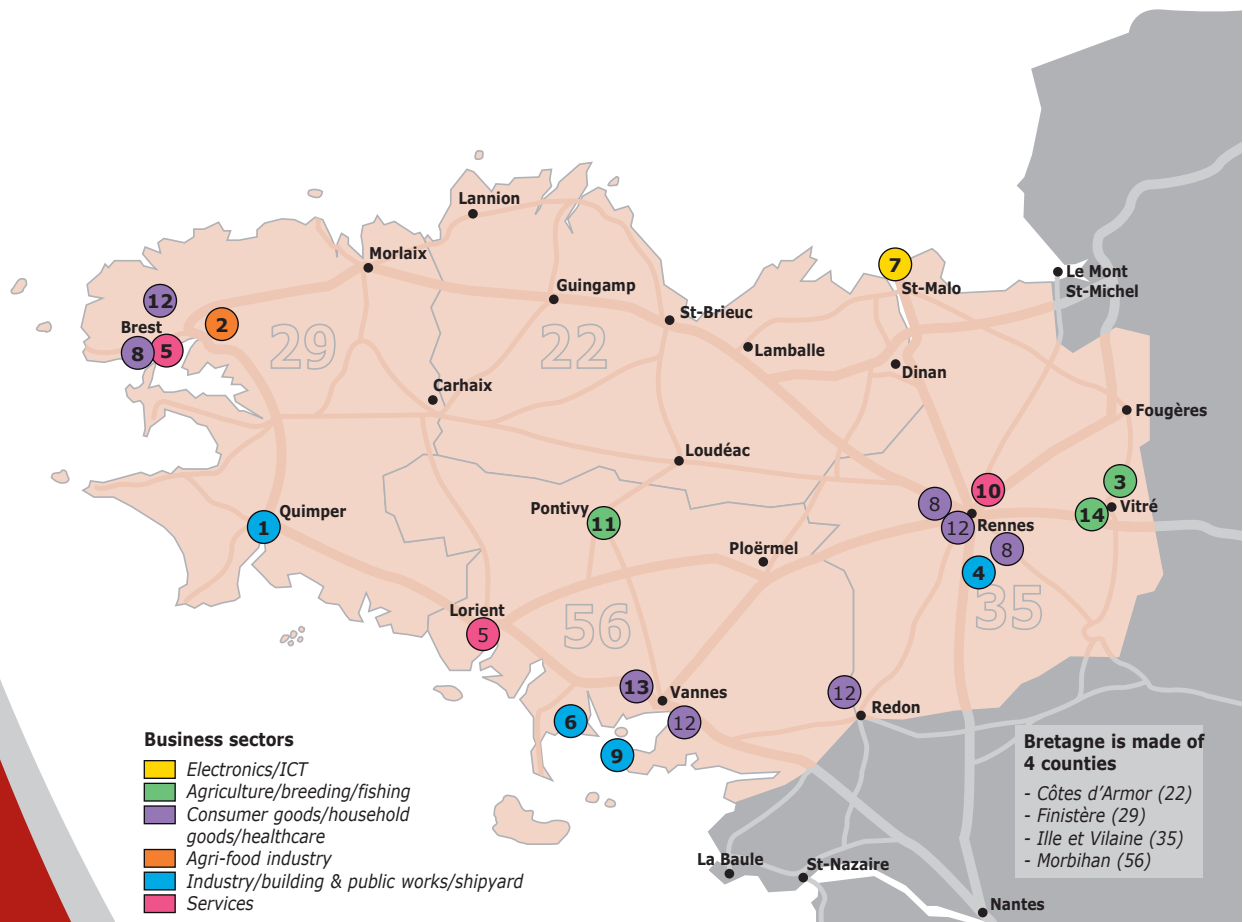 Lannion
Morlaix
Guingamp
St-Brieuc
7
St-Malo
Le Mont
St-Michel
12
Brest
2
8
5
29
22
Lamballe
Dinan
Carhaix
Fougères
Loudéac
3
10
8
Pontivy
11
14
Vitré
1
Quimper
12
Rennes
8
Ploërmel
4
Lorient
5
56
35
13
Vannes
12
12
Redon
6
9
Business sectors
Electronics/ICT
Agriculture/breeding/fishing
Consumer goods/household
goods/healthcare
Agri-food industry
Industry/building & public works/shipyard
Services
Bretagne is made of
4 counties
- Côtes d’Armor (22)
- Finistère (29)
- Ille et Vilaine (35)
- Morbihan (56)
La Baule
St-Nazaire
Nantes